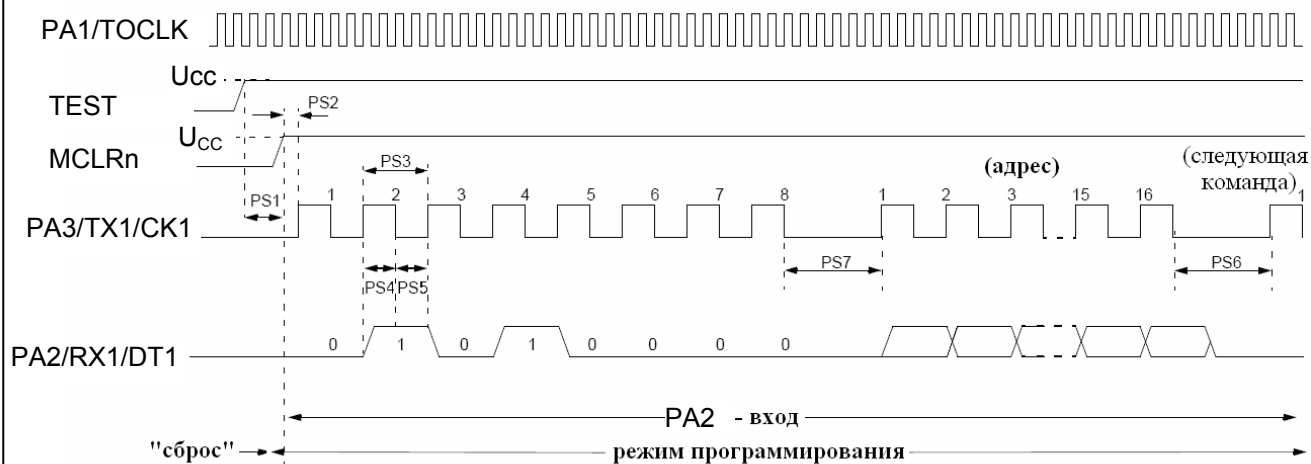 PA1/TOCLK
Ucc
TEST
PS2
UCC
MCLRn
PS3
(адрес)
(следующая
команда)
PS1
1 2 3 4 5 6 7 8 1 2 3 15 16 1
PA3/TX1/CK1
PS7
PS6
PS4 PS5
PA2/RX1/DT1
0 1 0 1 0 0 0 0
PA2 - вход
"сброс"
режим программирования